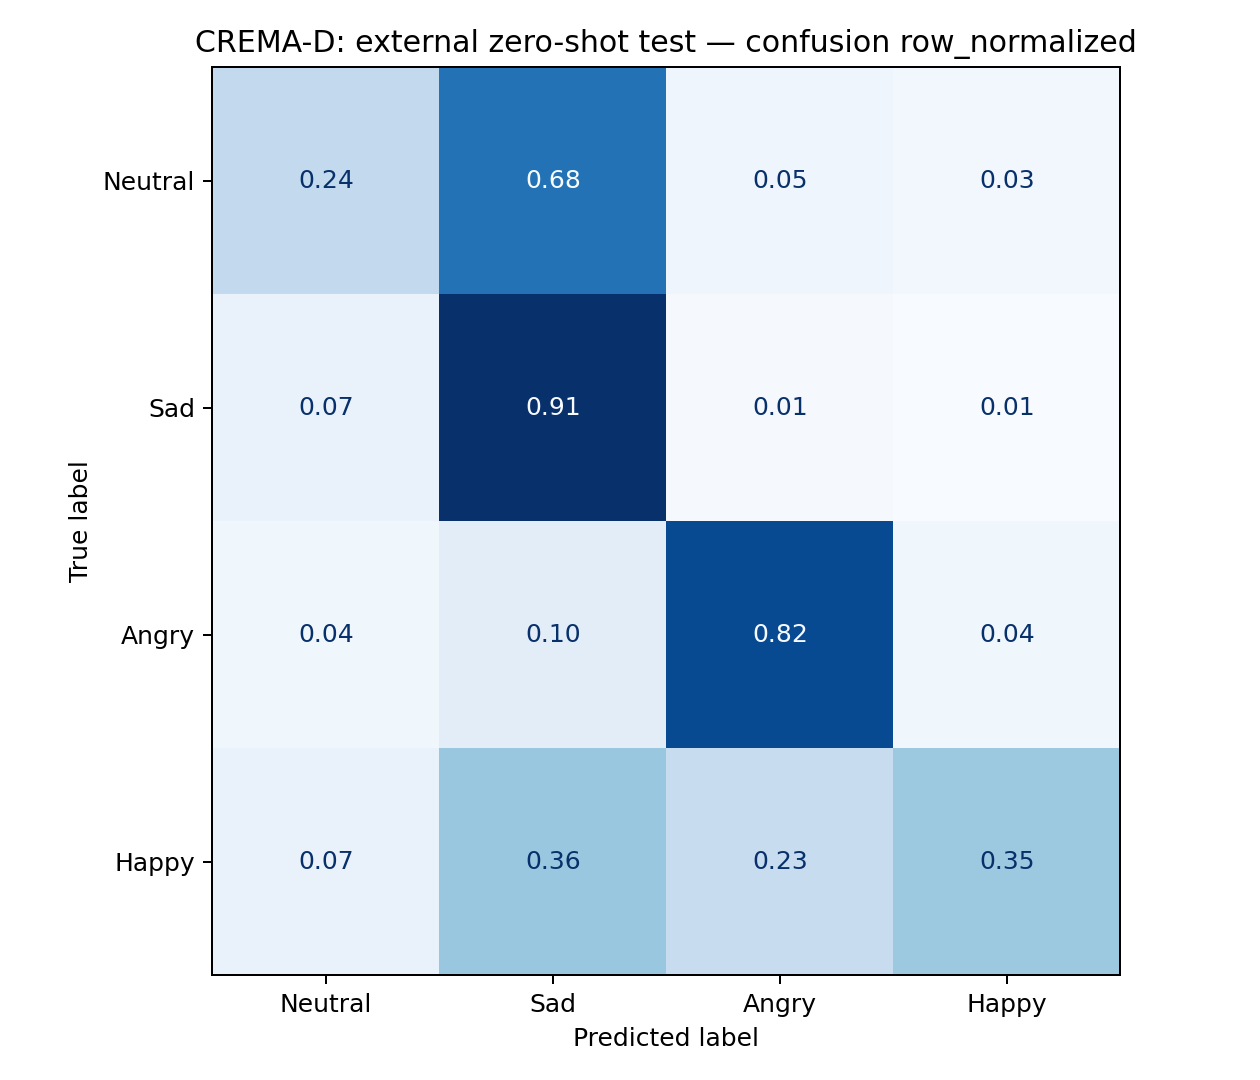 CREMA-D: external zero-shot test — confusion row_normalized
Neutral 0.24 0.68 0.05 0.03
Sad 0.07 0.91 0.01 0.01
True label
Angry 0.04 0.10 0.82 0.04
Happy 0.07 0.36 0.23 0.35
Neutral Sad Angry Happy
Predicted label